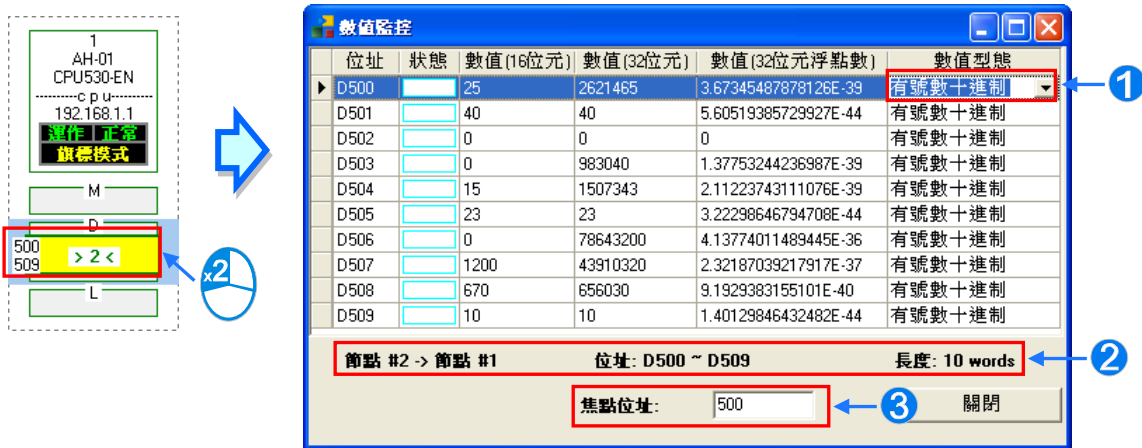 1
AH-01
CPU530-EN
---------c p u--------
192.168.1.1
運作 正常
旗標模式
M
D
500
509
> 2 <
L
x2
數值監控
位址 狀態 數值(16位元) 數值(32位元) 數值(32位元浮點數) 數值型態
D500 25 2621465 3.67345487878126E-39 有號數十進制
D501 40 40 5.60519385729927E-44 有號數十進制
D502 0 0 0 有號數十進制
D503 0 983040 1.37753244236987E-39 有號數十進制
D504 15 1507343 2.11223743111076E-39 有號數十進制
D505 23 23 3.22298646794708E-44 有號數十進制
D506 0 78643200 4.13774011489445E-36 有號數十進制
D507 1200 43910320 2.32187039217917E-37 有號數十進制
D508 670 656030 9.1929383155101E-40 有號數十進制
D509 10 10 1.40129846432482E-44 有號數十進制
節點 #2 -> 節點 #1 位址: D500 ~ D509 長度: 10 words
焦點位址: 500 關閉
1
2
3